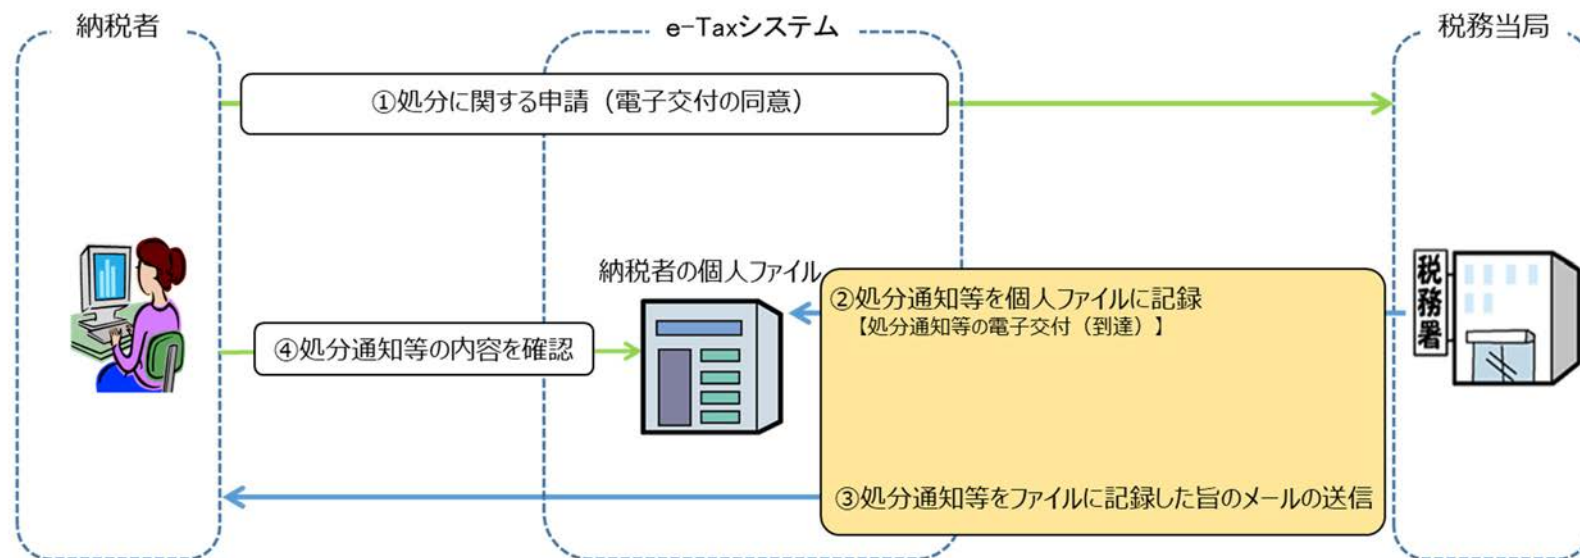 納税者
e-Taxシステム
税務当局
①処分に関する申請（電子交付の同意）
納税者の個人ファイル
②処分通知等を個人ファイルに記録
【処分通知等の電子交付（到達）】
税務署
④処分通知等の内容を確認
③処分通知等をファイルに記録した旨のメールの送信